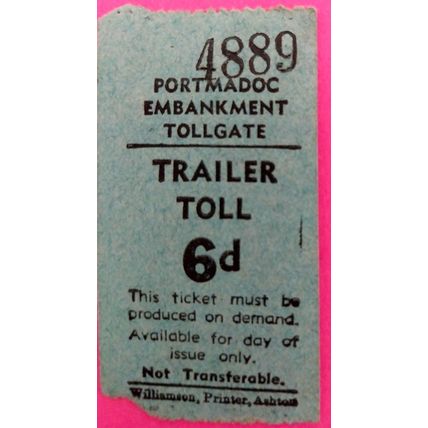 4889
PORTMADOC
EMBANKMENT
TOLLGATE
TRAILER
TOLL
6d
This ticket must be
produced on demand.
Available for day of
issue only.
Not Transferable.
Williamson, Printer, Ashton